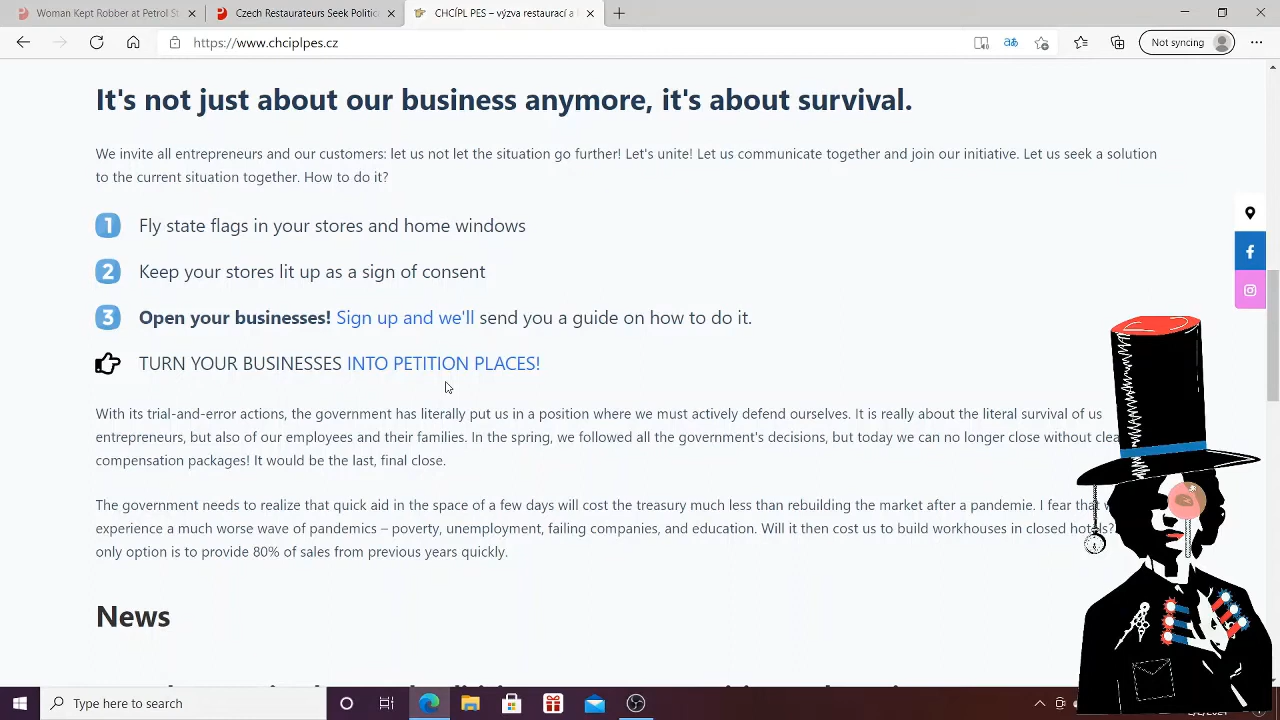 Woman Kept Robber at Petrol St
Czech Restaurateurs Seek Politica
CHCÍPL PES – výzva restaurací a
https://www.chciplpes.cz
Not syncing
It's not just about our business anymore, it's about survival.
We invite all entrepreneurs and our customers: let us not let the situation go further! Let's unite! Let us communicate together and join our initiative. Let us seek a solution
to the current situation together. How to do it?
1 Fly state flags in your stores and home windows
2 Keep your stores lit up as a sign of consent
3 Open your businesses! Sign up and we'll send you a guide on how to do it.
TURN YOUR BUSINESSES INTO PETITION PLACES!
With its trial-and-error actions, the government has literally put us in a position where we must actively defend ourselves. It is really about the literal survival of us
entrepreneurs, but also of our employees and their families. In the spring, we followed all the government's decisions, but today we can no longer close without
compensation packages! It would be the last, final close.
The government needs to realize that quick aid in the space of a few days will cost the treasury much less than rebuilding the market after a pandemie. I fear that
experience a much worse wave of pandemics – poverty, unemployment, failing companies, and education. Will it then cost us to build workhouses in closed hotels?
only option is to provide 80% of sales from previous years quickly.
News
Type here to search